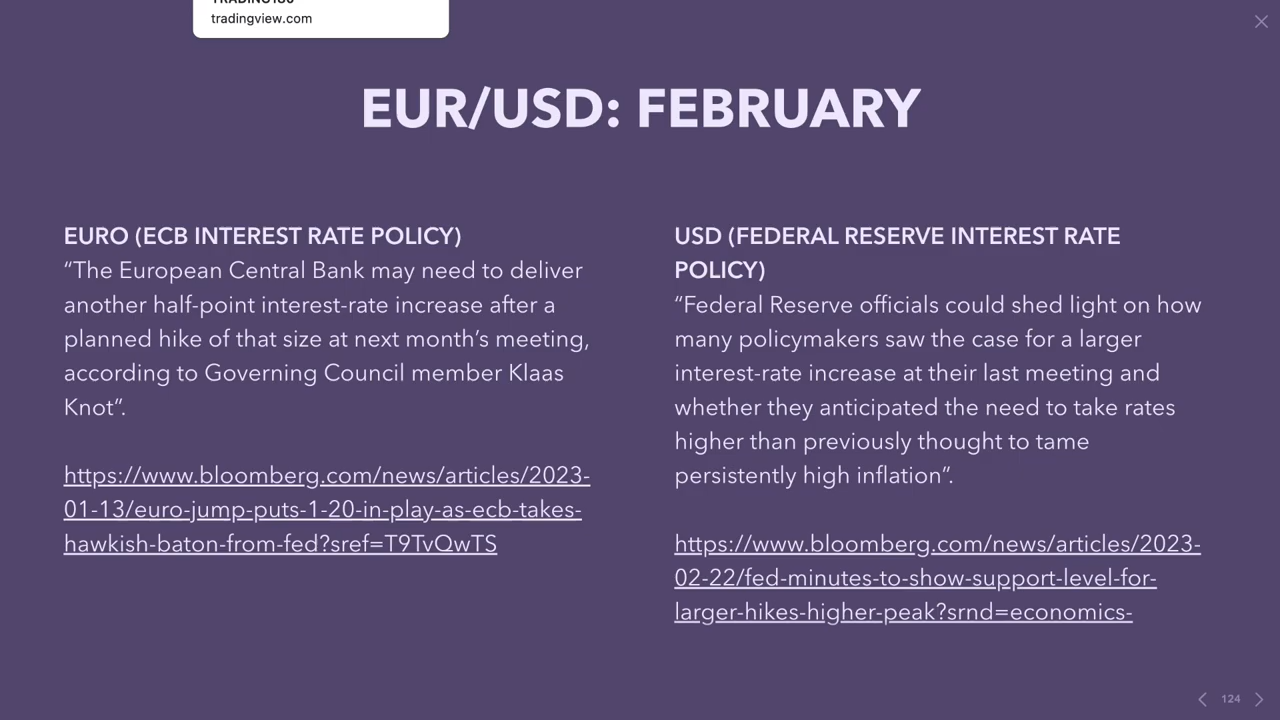 tradingview.com
EUR/USD: FEBRUARY
EURO (ECB INTEREST RATE POLICY)
“The European Central Bank may need to deliver
another half-point interest-rate increase after a
planned hike of that size at next month’s meeting,
according to Governing Council member Klaas
Knot“.
https://www.bloomberg.com/news/articles/2023-
01-13/euro-jump-puts-1-20-in-play-as-ecb-takes-
hawkish-baton-from-fed?sref=T9TvQwTS
USD (FEDERAL RESERVE INTEREST RATE
POLICY)
“Federal Reserve officials could shed light on how
many policymakers saw the case for a larger
interest-rate increase at their last meeting and
whether they anticipated the need to take rates
higher than previously thought to tame
persistently high inflation”.
https://www.bloomberg.com/news/articles/2023-
02-22/fed-minutes-to-show-support-level-for-
larger-hikes-higher-peak?srnd=economics-
124